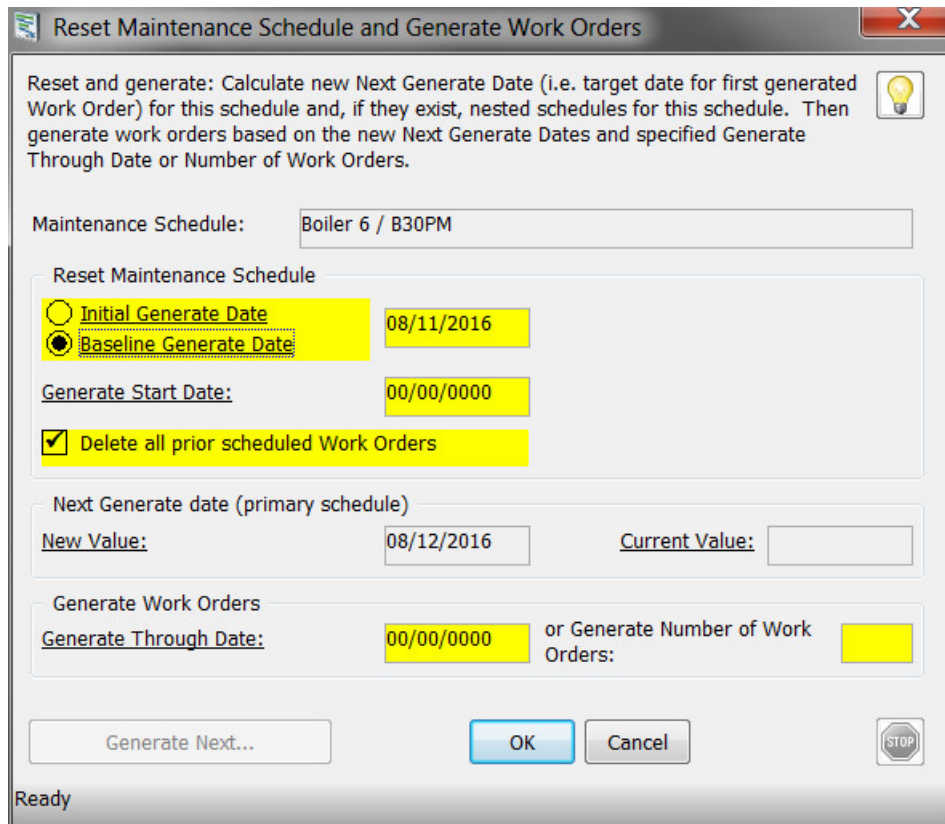 Reset Maintenance Schedule and Generate Work Orders
X
Reset and generate: Calculate new Next Generate Date (i.e. target date for first generated
Work Order) for this schedule and, if they exist, nested schedules for this schedule. Then
generate work orders based on the new Next Generate Dates and specified Generate
Through Date or Number of Work Orders.
Maintenance Schedule: Boiler 6 / B30PM
Reset Maintenance Schedule
Initial Generate Date
08/11/2016
Baseline Generate Date
Generate Start Date: 00/00/0000
Delete all prior scheduled Work Orders
Next Generate date (primary schedule)
New Value: 08/12/2016 Current Value:
Generate Work Orders
Generate Through Date: 00/00/0000 or Generate Number of Work
Orders:
Generate Next... OK Cancel STOP
Ready